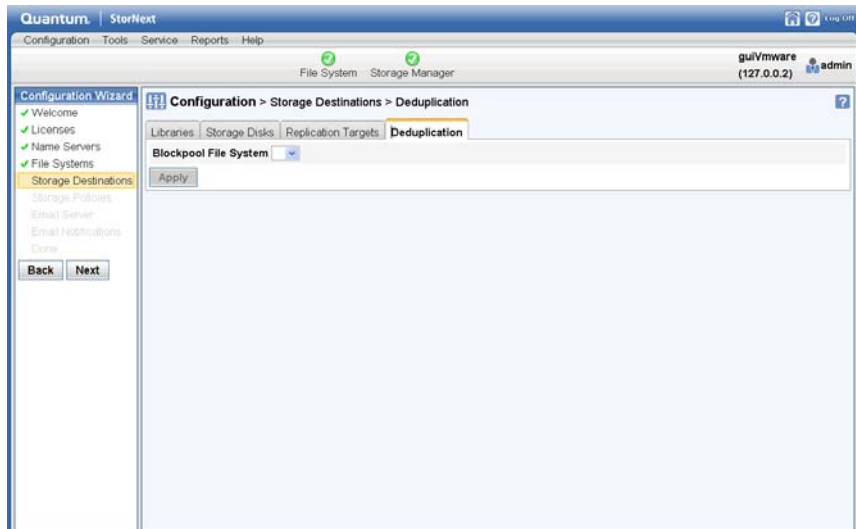 Quantum. StorNext
Log Off
Configuration Tools Service Reports Help
File System Storage Manager
guiVmware
(127.0.0.2)
admin
Configuration Wizard
Welcome
Licenses
Name Servers
File Systems
Storage Destinations
Storage Policies
Email Server
Email Notifications
Done
Back Next
Configuration > Storage Destinations > Deduplication
Libraries Storage Disks Replication Targets Deduplication
Blockpool File System
Apply